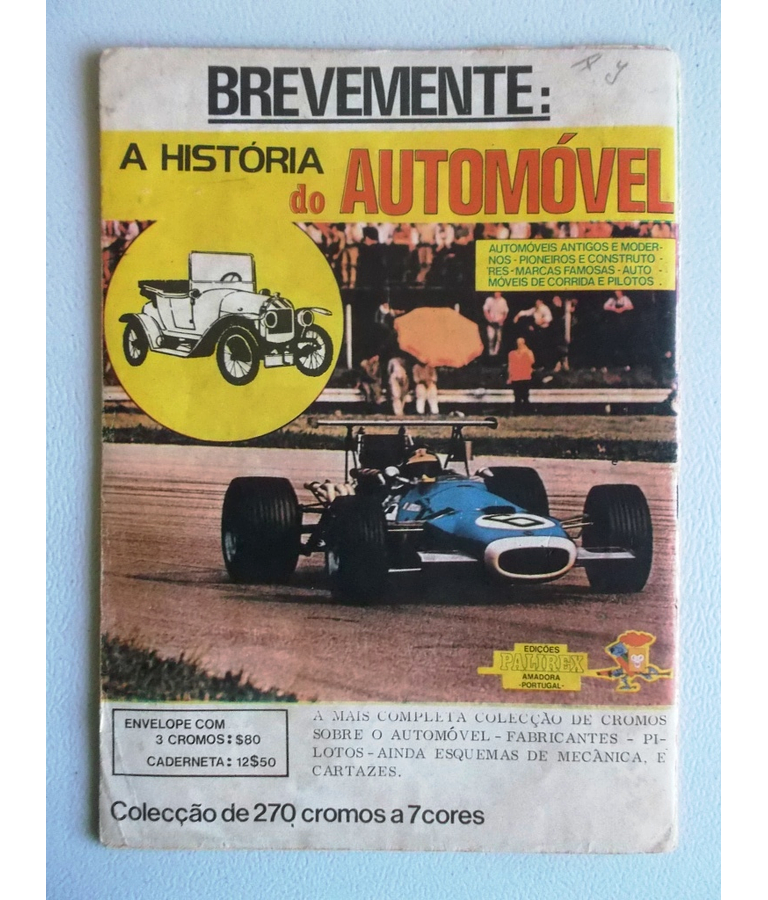 BREVEMENTE:
A HISTÓRIA
do AUTOMÓVEL
AUTOMÓVEIS ANTIGOS E MODER-
NOS - PIONEIROS E CONSTRUTO -
RES - MARCAS FAMOSAS - AUTO -
MÓVEIS DE CORRIDA E PILOTOS .
6
EDIÇÕES
PALIREX
AMADORA
-PORTUGAL-
ENVELOPE COM
3 CROMOS: $80
CADERNETA: 12$50
A MAIS COMPLETA COLECÇÃO DE CROMOS
SOBRE O AUTOMÓVEL - FABRICANTES - PI-
LOTOS - AINDA ESQUEMAS DE MECÀNICA, E
CARTAZES.
Colecção de 270 cromos a 7 cores